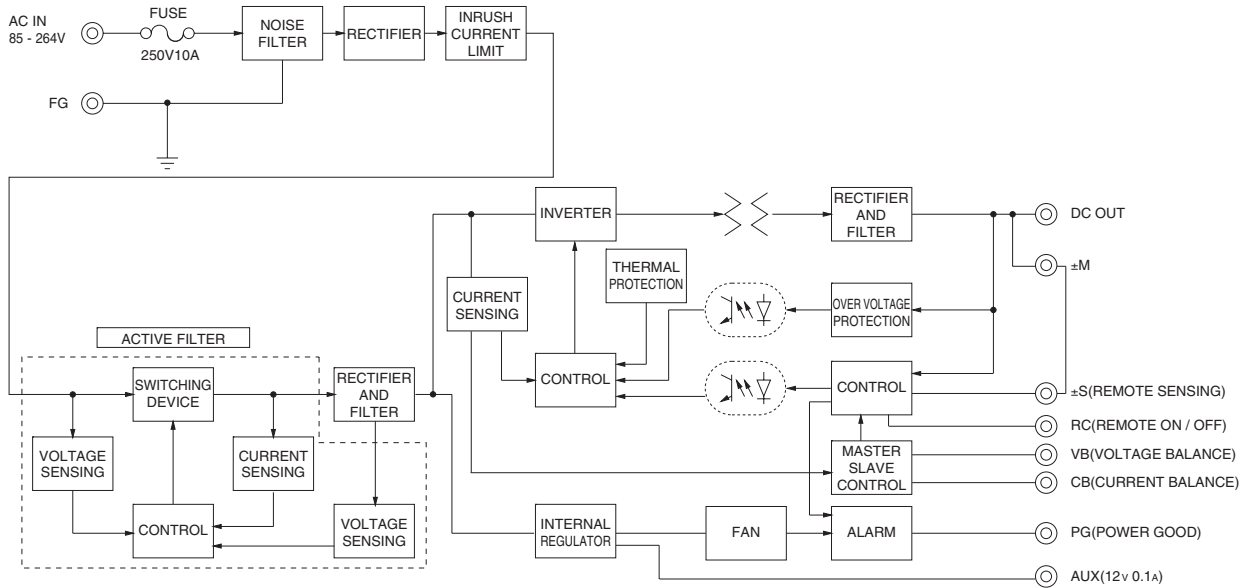 AC IN
85 - 264V
FUSE
250V10A
NOISE
FILTER
RECTIFIER
INRUSH
CURRENT
LIMIT
FG
INVERTER
RECTIFIER
AND
FILTER
DC OUT
±M
THERMAL
PROTECTION
CURRENT
SENSING
OVER VOLTAGE
PROTECTION
ACTIVE FILTER
SWITCHING
DEVICE
RECTIFIER
AND
FILTER
CONTROL
CONTROL
±S(REMOTE SENSING)
RC(REMOTE ON / OFF)
VOLTAGE
SENSING
CURRENT
SENSING
MASTER
SLAVE
CONTROL
VB(VOLTAGE BALANCE)
CB(CURRENT BALANCE)
CONTROL
VOLTAGE
SENSING
INTERNAL
REGULATOR
FAN
ALARM
PG(POWER GOOD)
AUX(12V 0.1A)